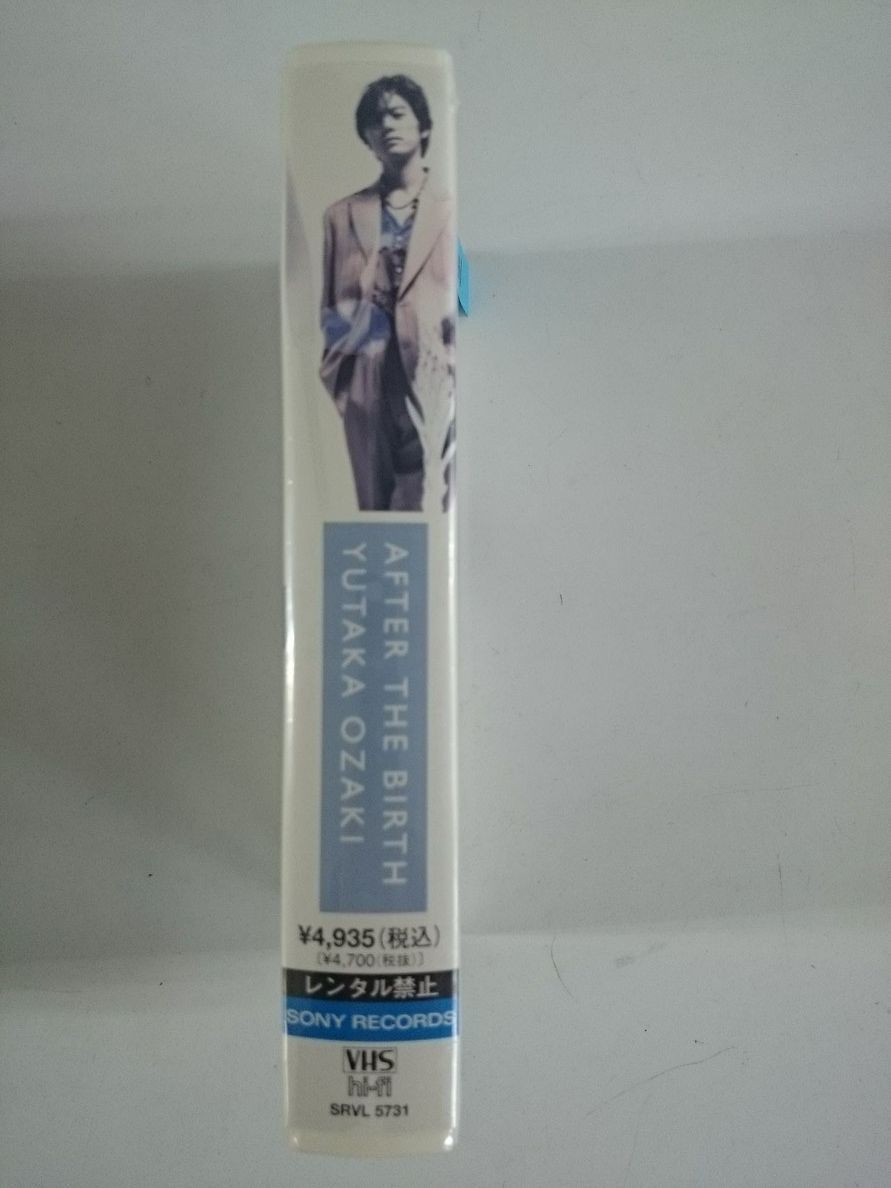 AFTER THE BIRTH
YUTAKA OZAKI
¥4,935(税込)
(¥4,700(税抜))
レンタル禁止
SONY RECORDS
VHS
hi-fi
SRVL 5731